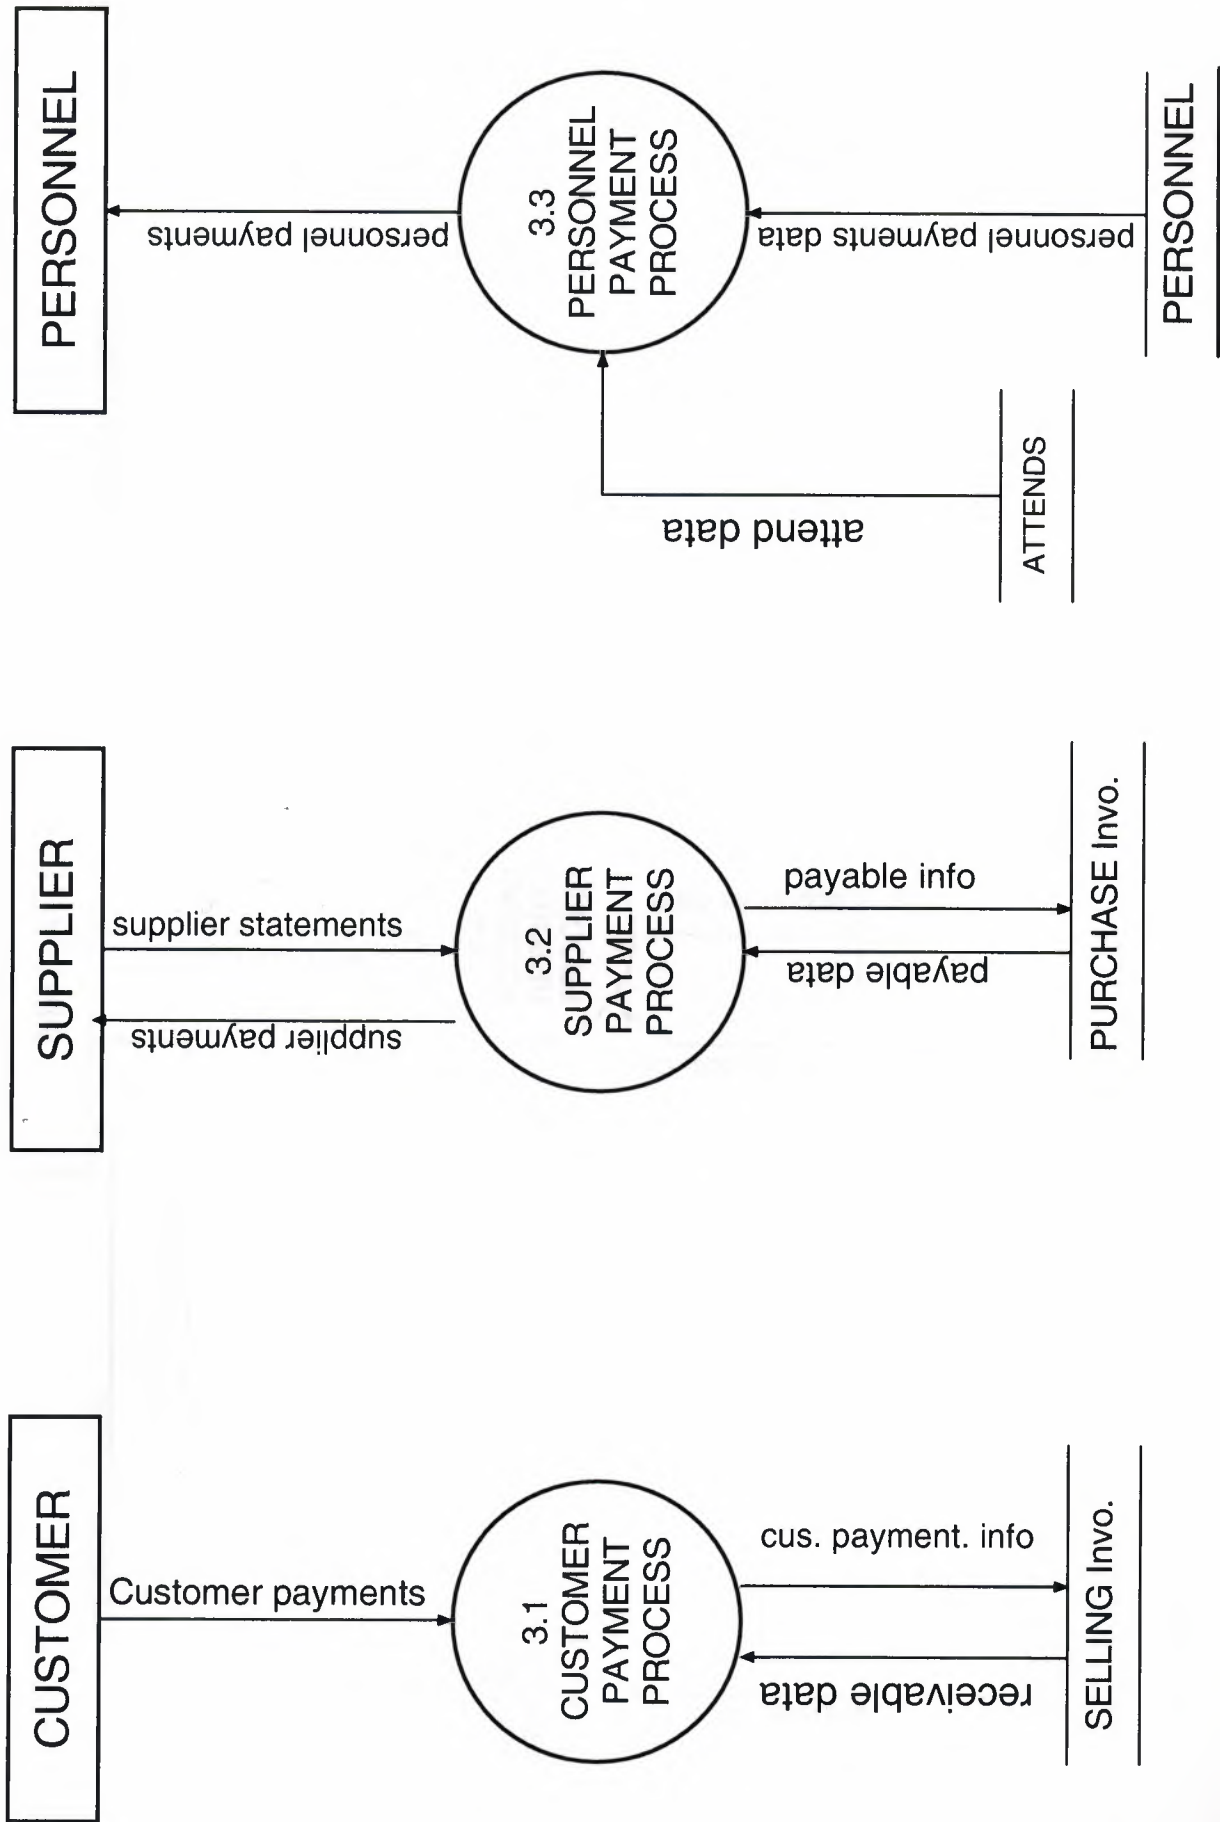 CUSTOMER
Customer payments
3.1
CUSTOMER
PAYMENT
PROCESS
cus. payment. info
receivable data
SELLING Invo.
SUPPLIER
supplier statements
supplier payments
3.2
SUPPLIER
PAYMENT
PROCESS
payable info
payable data
PURCHASE Invo.
PERSONNEL
personnel payments
3.3
PERSONNEL
PAYMENT
PROCESS
attend data
personnel payments data
ATTENDS
PERSONNEL